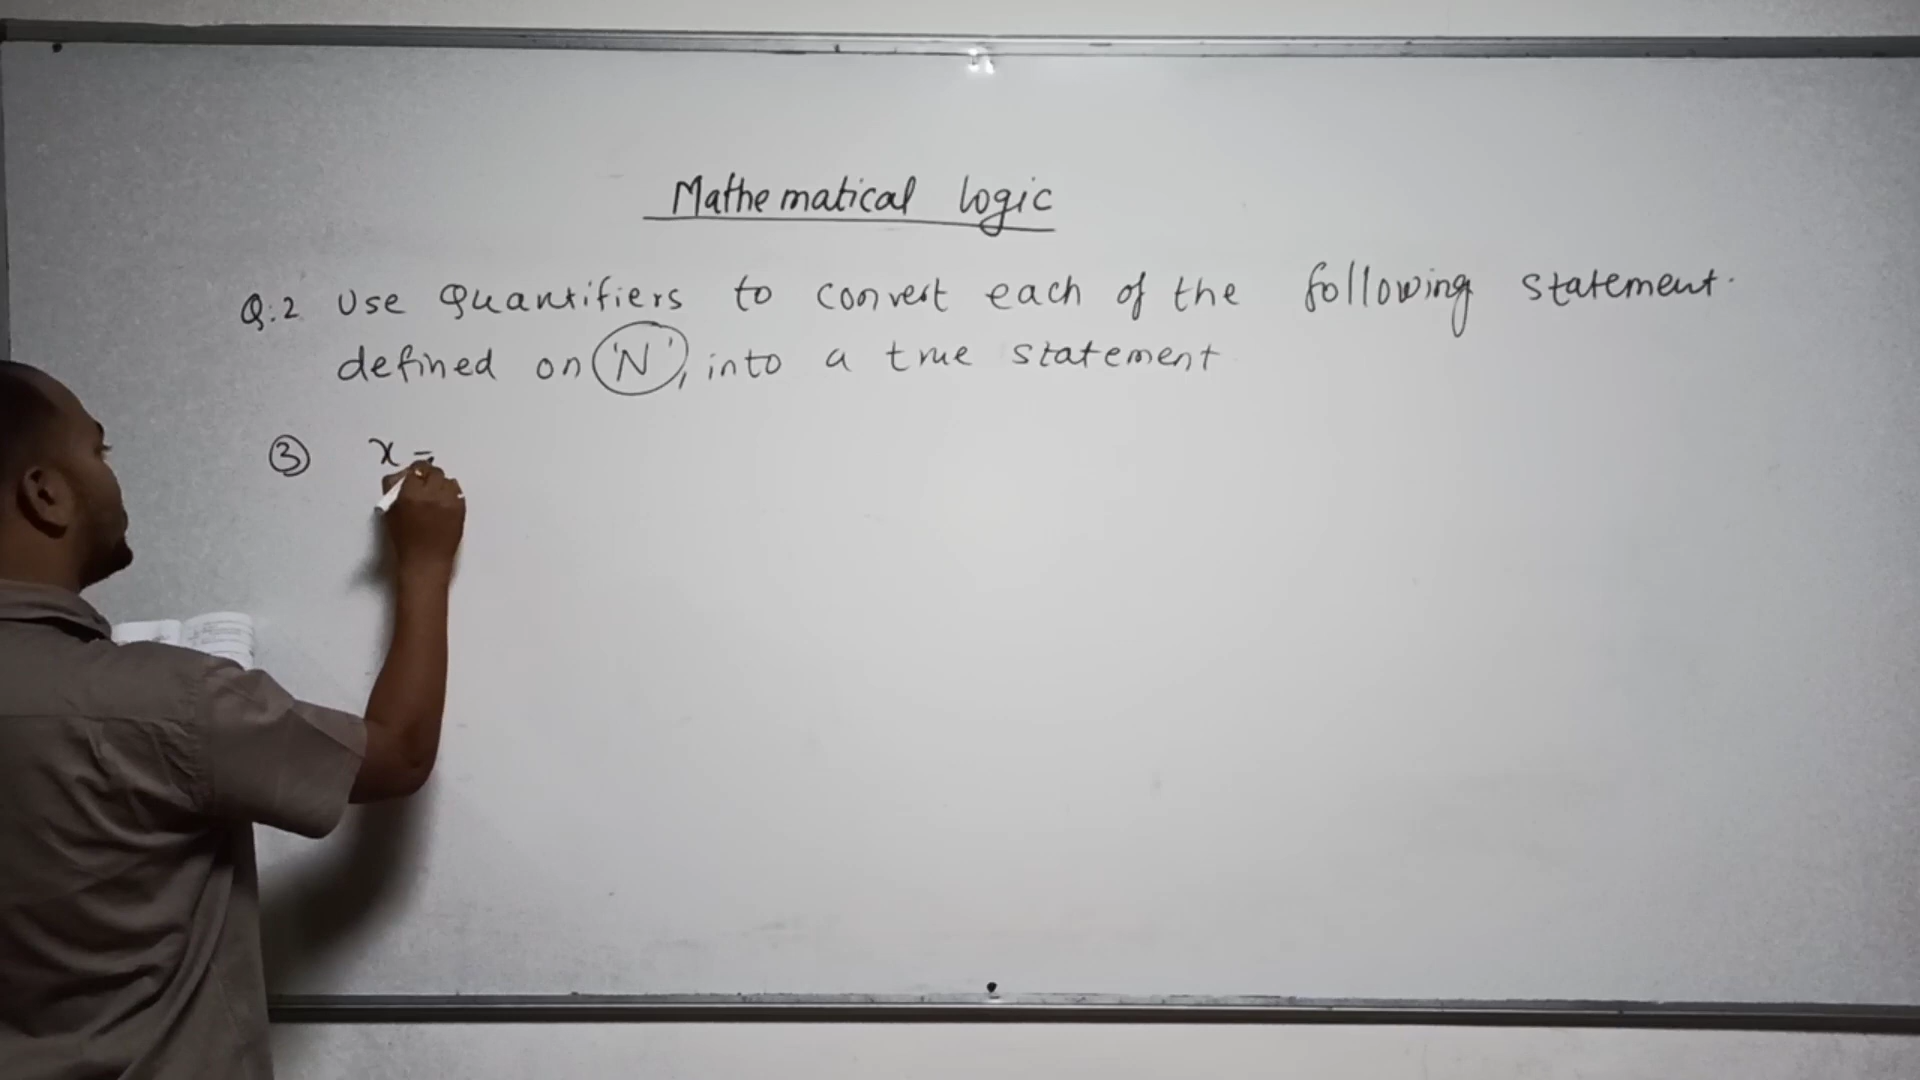 Mathematical logic
Q.2 Use Quantifiers to convert each of the following statement.
defined on 'N', into a true statement
③ x =